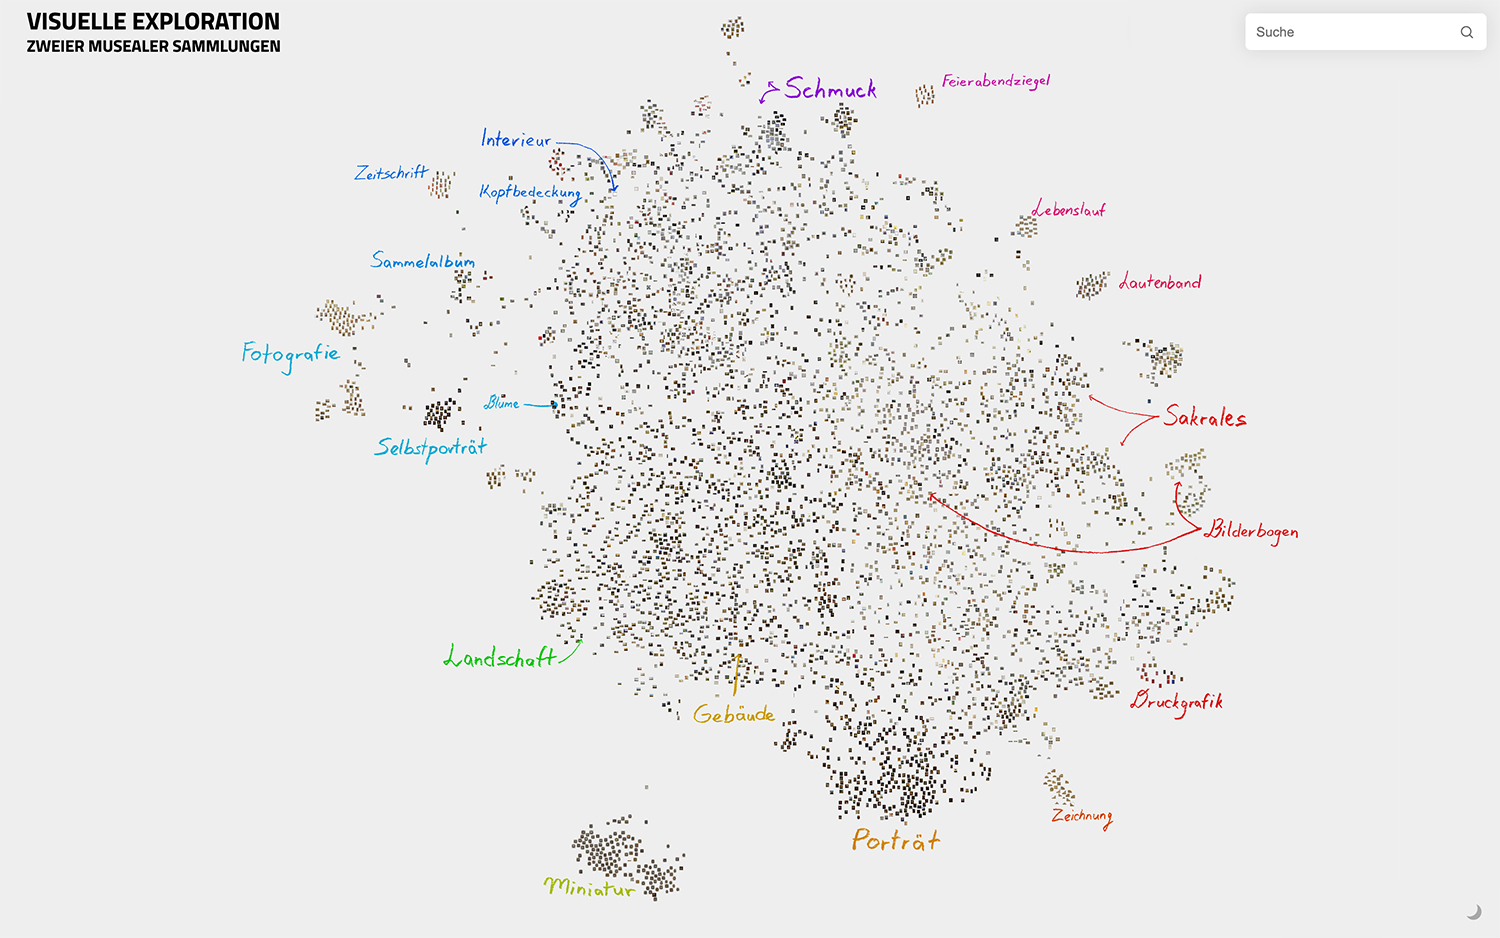 VISUELLE EXPLORATION
ZWEIER MUSEALER SAMMLUNGEN
Suche
Schmuck
Feierabendziegel
Interieur
Zeitschrift
Kopfbedeckung
Lebenslauf
Sammelalbum
Lautenband
Fotografie
Blume
Sakrales
Selbstporträt
Bilderbogen
Landschaft
Druckgrafik
Gebäude
Zeichnung
Porträt
Miniatur